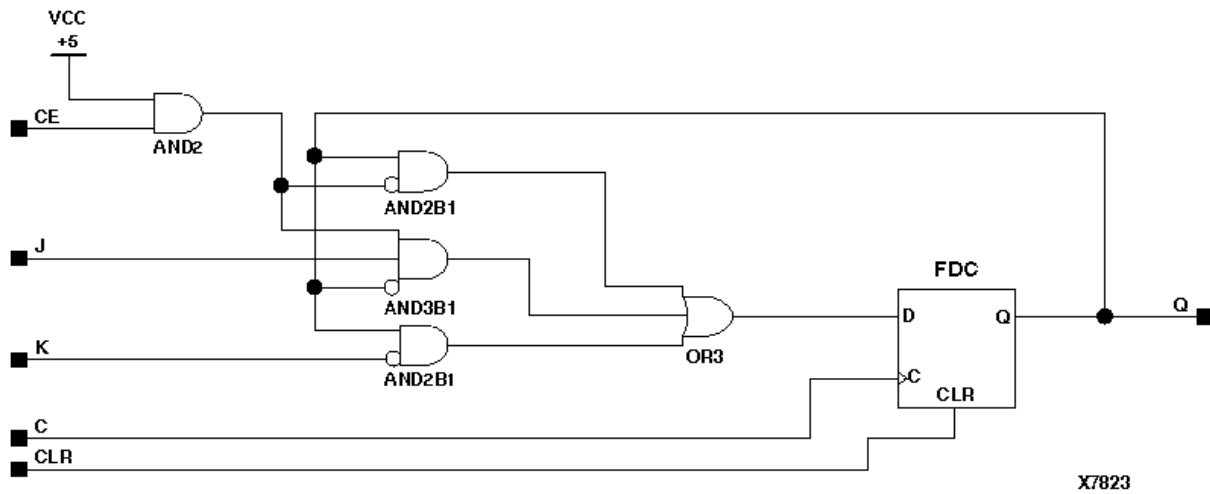 VCC
+5
CE
AND2
AND2B1
J
AND3B1
FDC
D
Q
Q
OR3
K
AND2B1
C
CLR
C
CLR
X7823